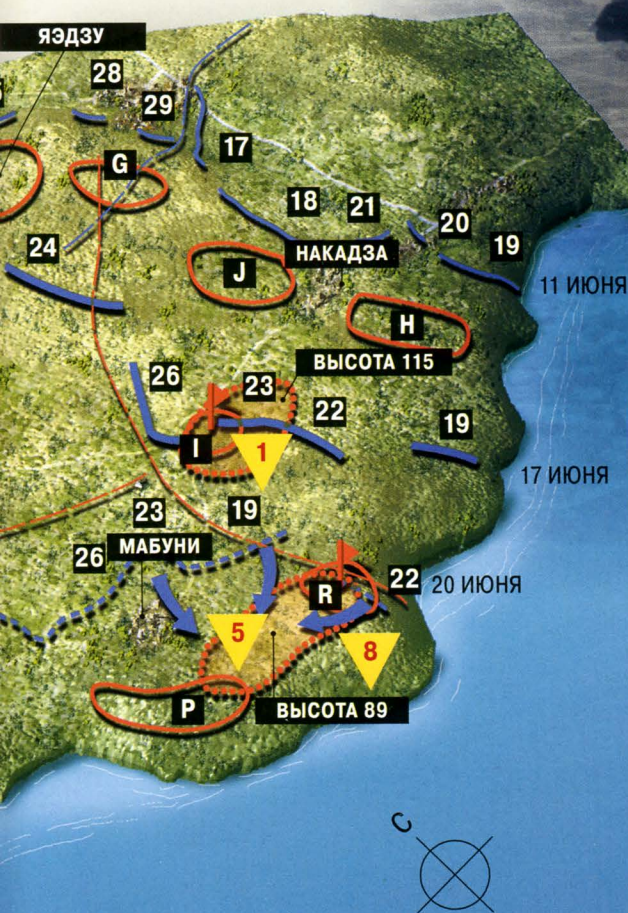 ЯЭДЗУ
28
29
G
17
18
21
20
19
24
НАКАДЗА
J
11 ИЮНЯ
H
ВЫСОТА 115
26
23
22
19
I
1
17 ИЮНЯ
23
19
26
МАБУНИ
R
22
20 ИЮНЯ
5
8
P
ВЫСОТА 89
С